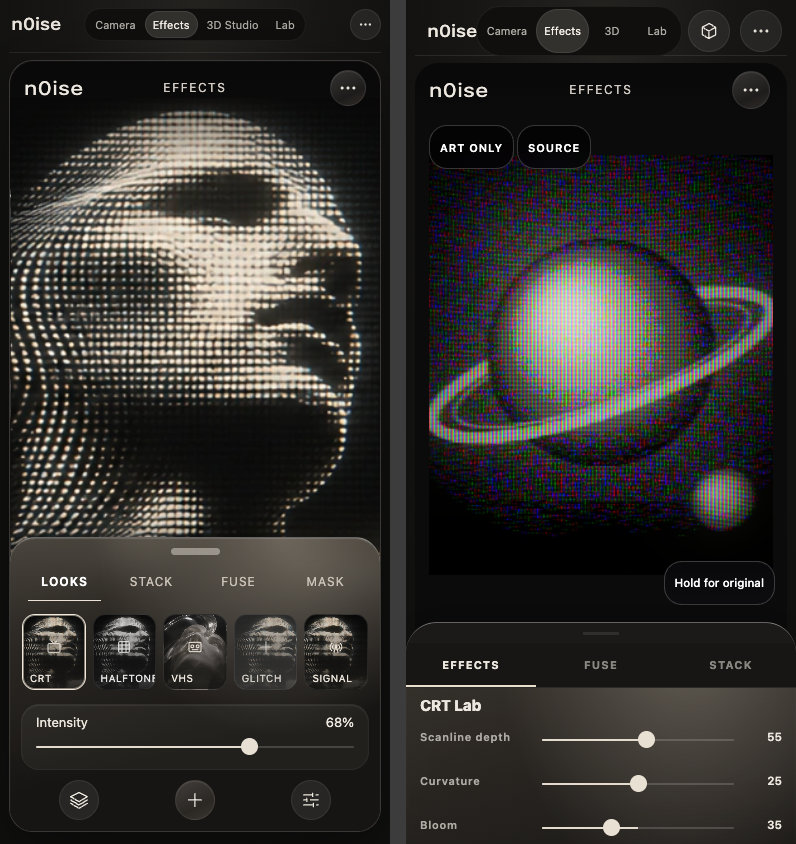 n0ise
Camera
Effects
3D Studio
Lab
n0ise
EFFECTS
LOOKS
STACK
FUSE
MASK
CRT
HALFTONE
VHS
GLITCH
SIGNAL
Intensity
68%
n0ise
Camera
Effects
3D
Lab
n0ise
EFFECTS
ART ONLY
SOURCE
Hold for original
EFFECTS
FUSE
STACK
CRT Lab
Scanline depth
55
Curvature
25
Bloom
35